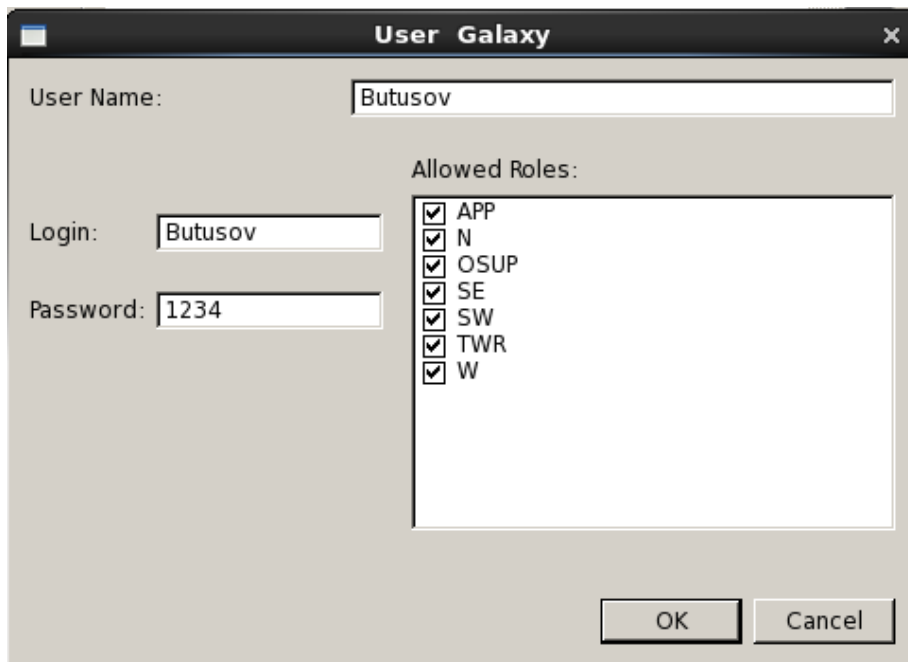 User Galaxy
User Name: Butusov
Allowed Roles:
Login: Butusov
Password: 1234
APP
N
OSUP
SE
SW
TWR
W
OK Cancel